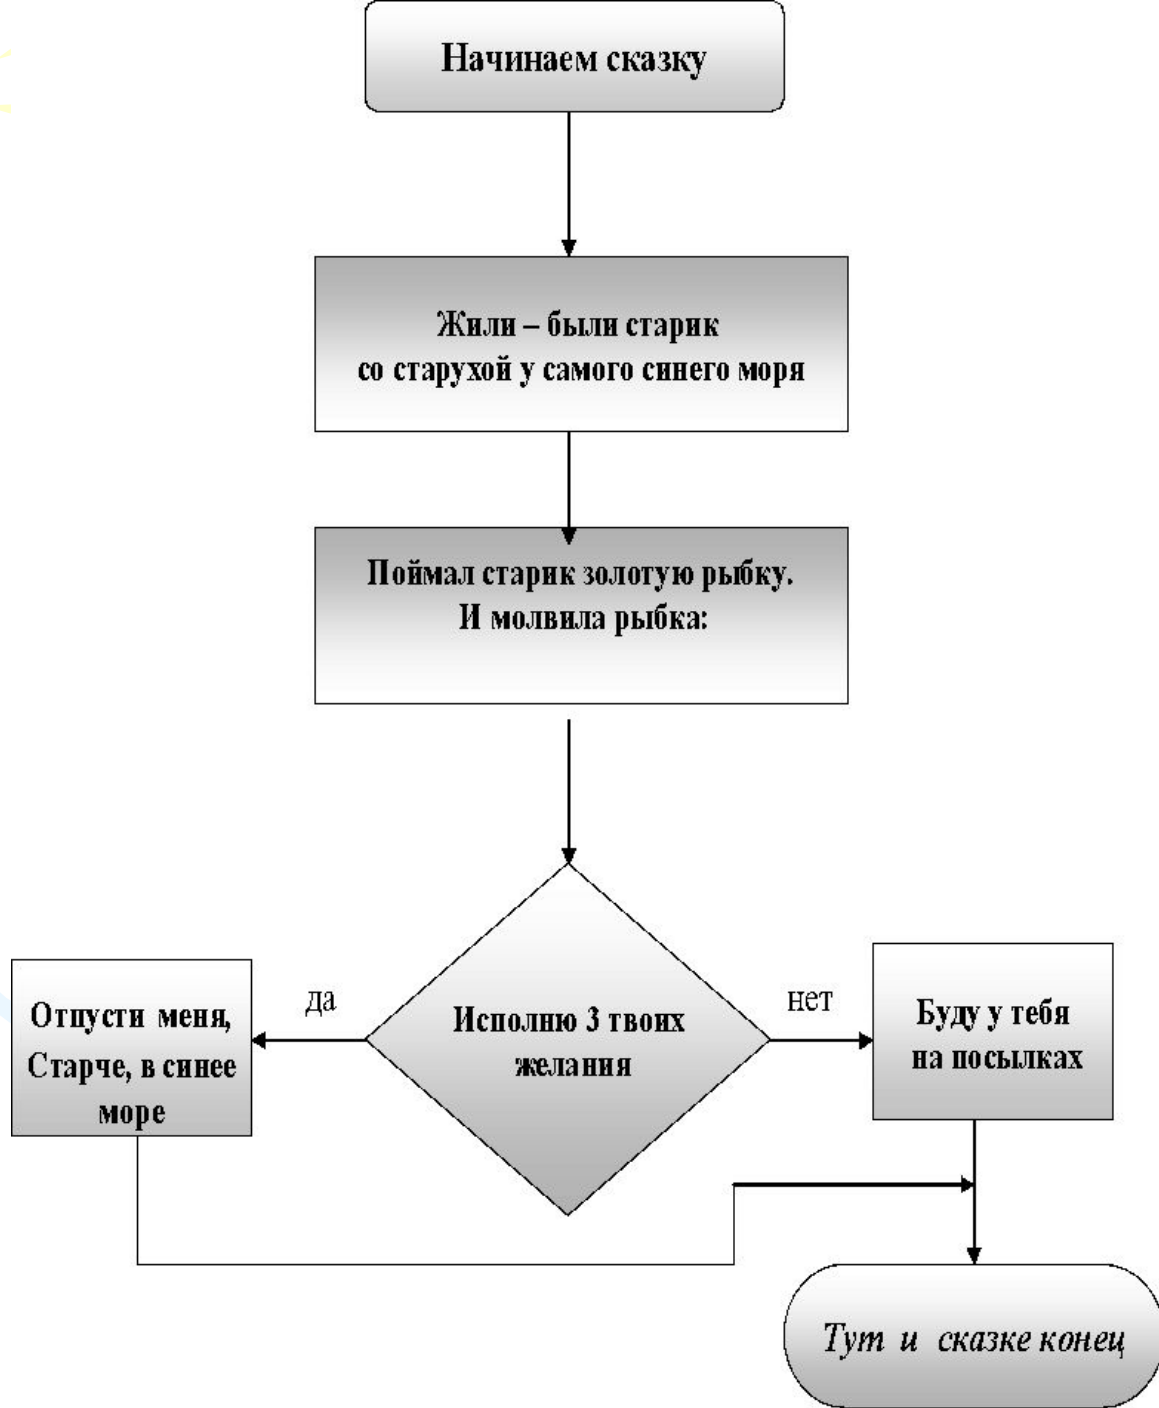 Начинаем сказку
Жили – были старик
со старухой у самого синего моря
Поймал старик золотую рыбку.
И молвила рыбка:
Исполню 3 твоих
желания
да
нет
Отпусти меня,
Старче, в синее
море
Буду у тебя
на посылках
Тут и сказке конец